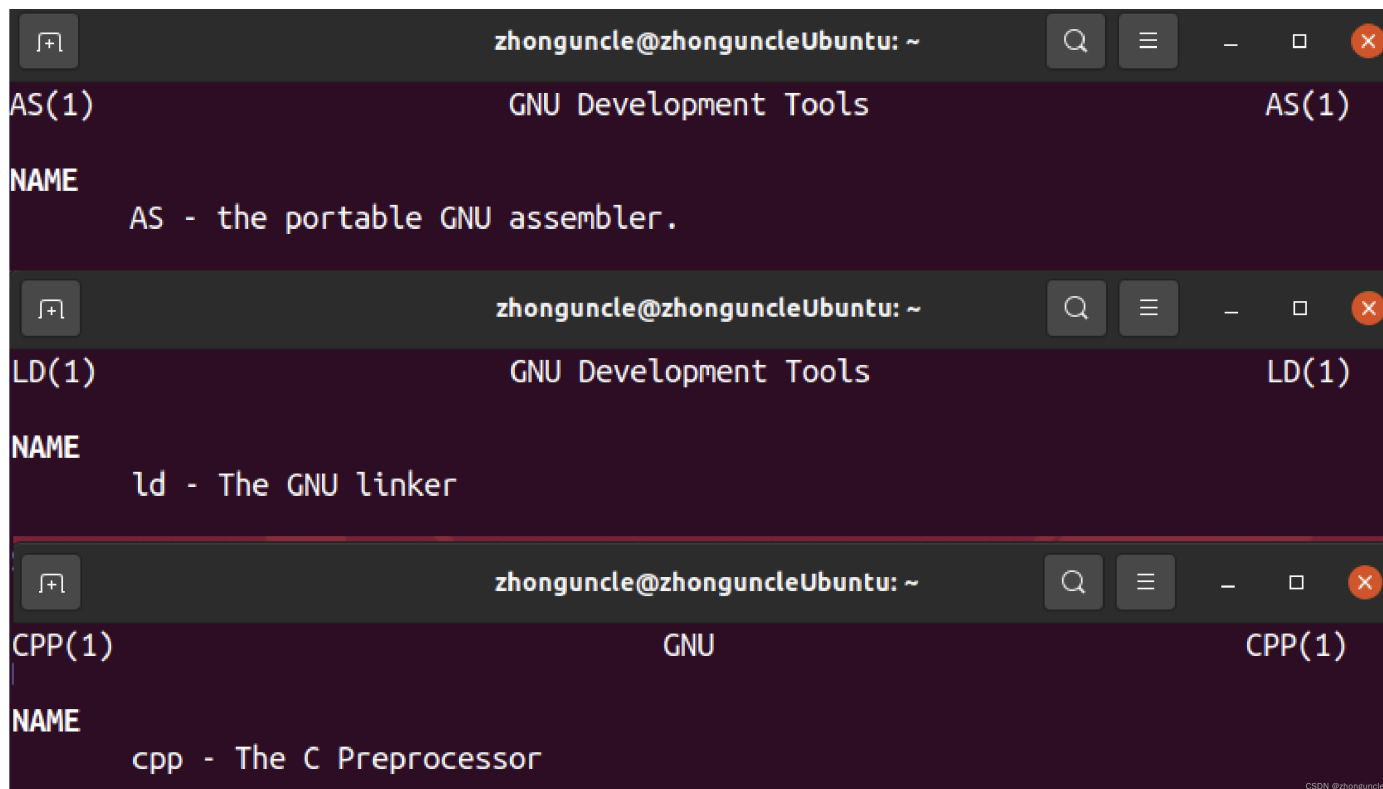 zhonguncle@zhonguncleUbuntu: ~
AS(1) GNU Development Tools AS(1)
NAME
AS - the portable GNU assembler.
zhonguncle@zhonguncleUbuntu: ~
LD(1) GNU Development Tools LD(1)
NAME
ld - The GNU linker
zhonguncle@zhonguncleUbuntu: ~
CPP(1) GNU CPP(1)
NAME
cpp - The C Preprocessor
CSDN @zhonguncle